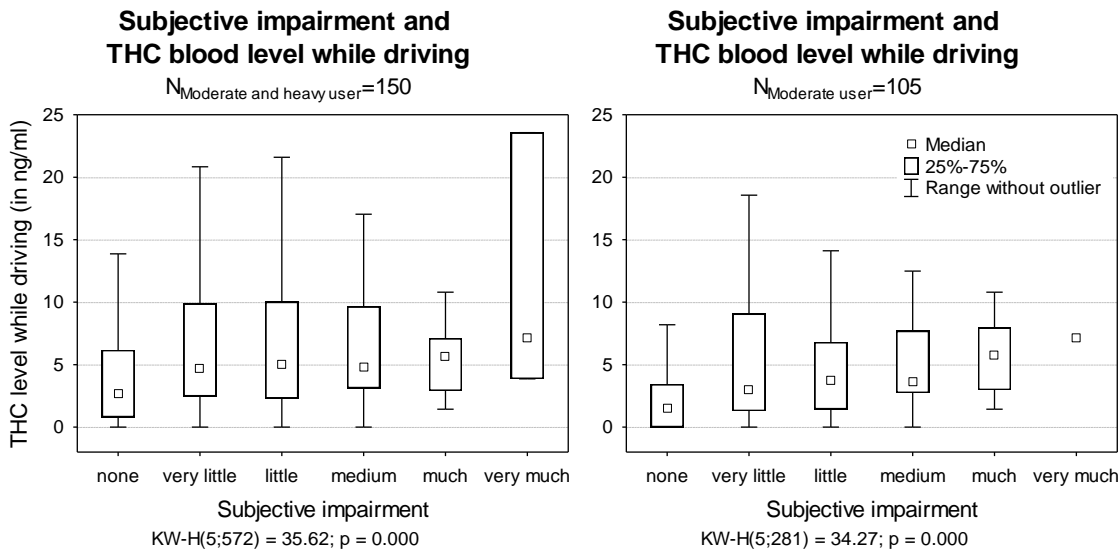 Subjective impairment and
THC blood level while driving
N Moderate and heavy user=150
THC level while driving (in ng/ml)
25
20
15
10
5
0
none very little little medium much very much
Subjective impairment
KW-H(5;572) = 35.62; p = 0.000
Subjective impairment and
THC blood level while driving
N Moderate user=105
25
20
15
10
5
0
Median
25%-75%
Range without outlier
none very little little medium much very much
Subjective impairment
KW-H(5;281) = 34.27; p = 0.000